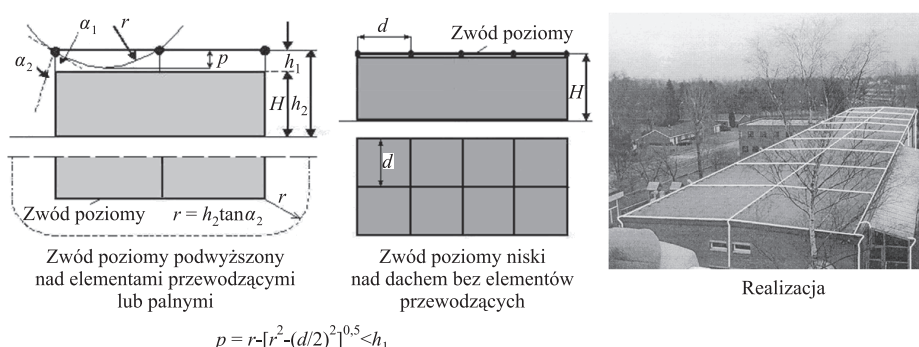 α₁
r
α₂
p
h₁
H
h₂
Zwód poziomy
r = h₂tanα₂
r
Zwód poziomy podwyższony
nad elementami przewodzącymi
lub palnymi
d
Zwód poziomy
H
d
Zwód poziomy niski
nad dachem bez elementów
przewodzących
Realizacja
p = r-[r²-(d/2)²]⁰,⁵<h₁